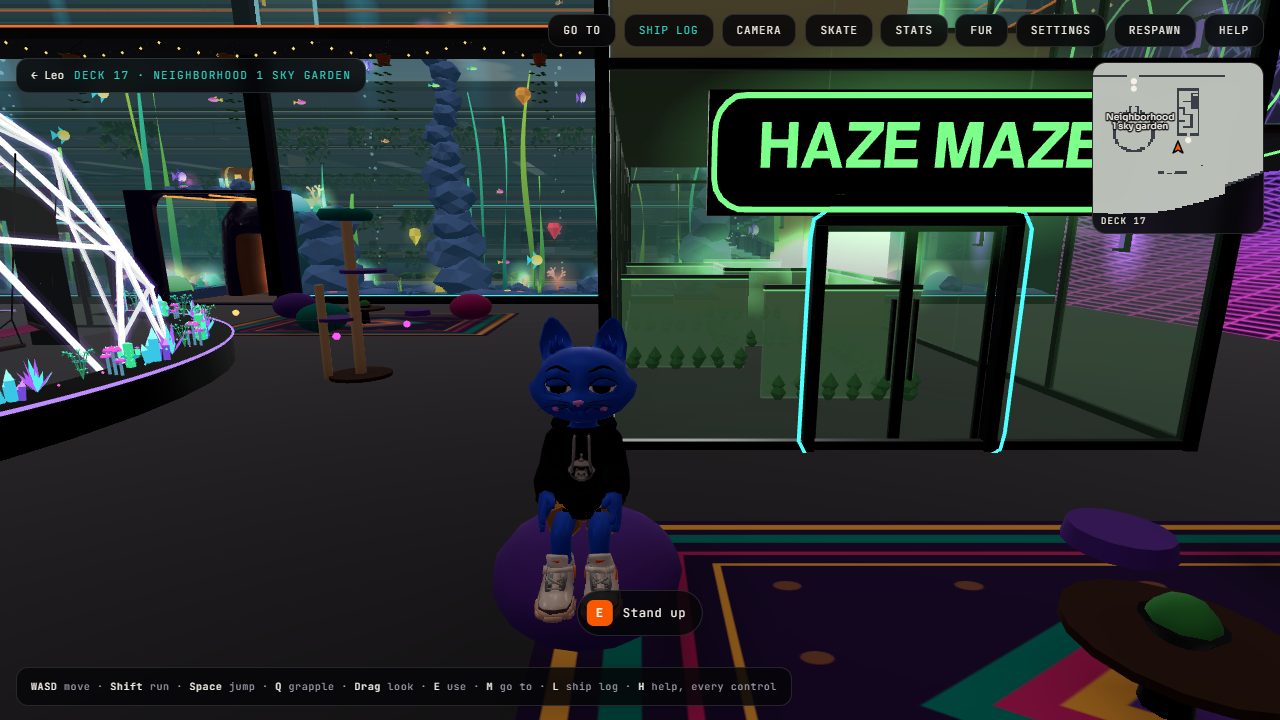 GO TO
SHIP LOG
CAMERA
SKATE
STATS
FUR
SETTINGS
RESPAWN
HELP
← Leo DECK 17 · NEIGHBORHOOD 1 SKY GARDEN
HAZE MAZE
Neighborhood
1 sky garden
DECK 17
E Stand up
WASD move · Shift run · Space jump · Q grapple · Drag look · E use · M go to · L ship log · H help, every control